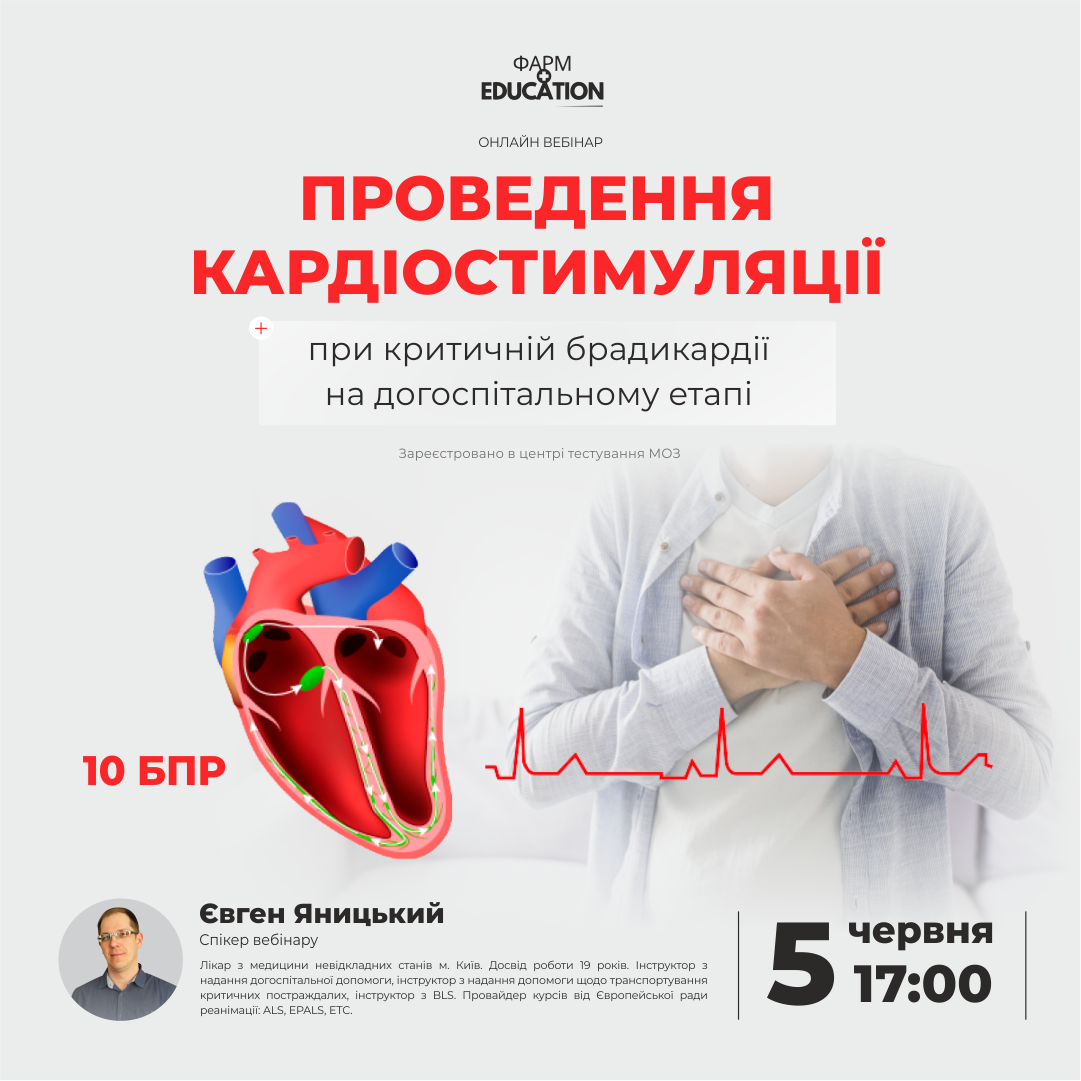 ФАРМ
EDUCATION
ОНЛАЙН ВЕБІНАР
ПРОВЕДЕННЯ
КАРДІОСТИМУЛЯЦІЇ
при критичній брадикардії
на догоспітальному етапі
Зареєстровано в центрі тестування МОЗ
10 БПР
Євген Яницький
Спікер вебінару
Лікар з медицини невідкладних станів м. Київ. Досвід роботи 19 років. Інструктор з
надання догоспітальної допомоги, інструктор з надання допомоги щодо транспортування
критичних постраждалих, інструктор з BLS. Провайдер курсів від Європейської ради
реанімації: ALS, EPALS, ETC.
5 червня
17:00